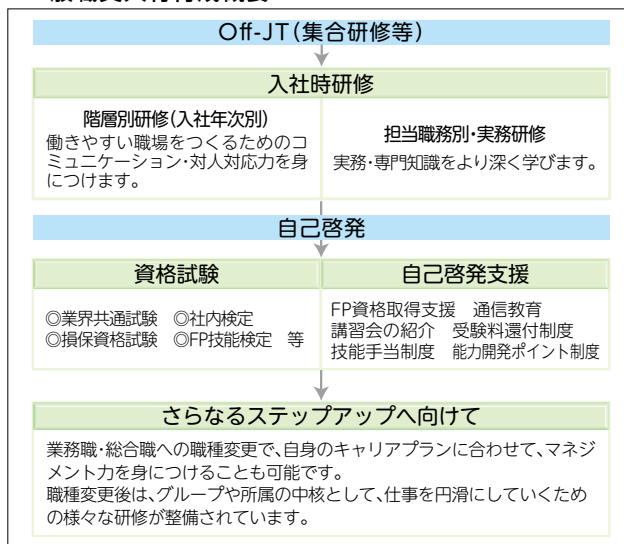 Off-JT（集合研修等）
入社時研修
階層別研修（入社年次別）
働きやすい職場をつくるためのコ
ミュニケーション・対人対応力を身
につけます。
担当職務別・実務研修
実務・専門知識をより深く学びます。
自己啓発
資格試験
◎業界共通試験　◎社内検定
◎損保資格試験　◎FP技能検定　等
自己啓発支援
FP資格取得支援　通信教育
講習会の紹介　受験料還付制度
技能手当制度　能力開発ポイント制度
さらなるステップアップへ向けて
業務職・総合職への職種変更で、自身のキャリアプランに合わせて、マネジ
メント力を身につけることも可能です。
職種変更後は、グループや所属の中核として、仕事を円滑にしていくため
の様々な研修が整備されています。